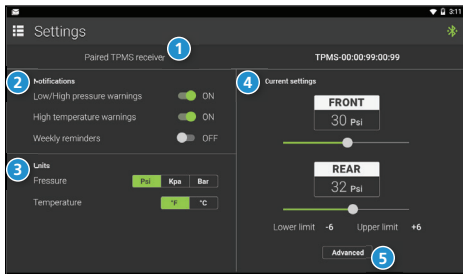 3:11
Settings
Paired TPMS receiver 1 TPMS-00:00:99:00:99
2 Notifications
Low/High pressure warnings ON
High temperature warnings ON
Weekly reminders OFF
3 Units
Pressure Psi Kpa Bar
Temperature °F °C
4 Current settings
FRONT
30 Psi
REAR
32 Psi
Lower limit -6 Upper limit +6
Advanced 5